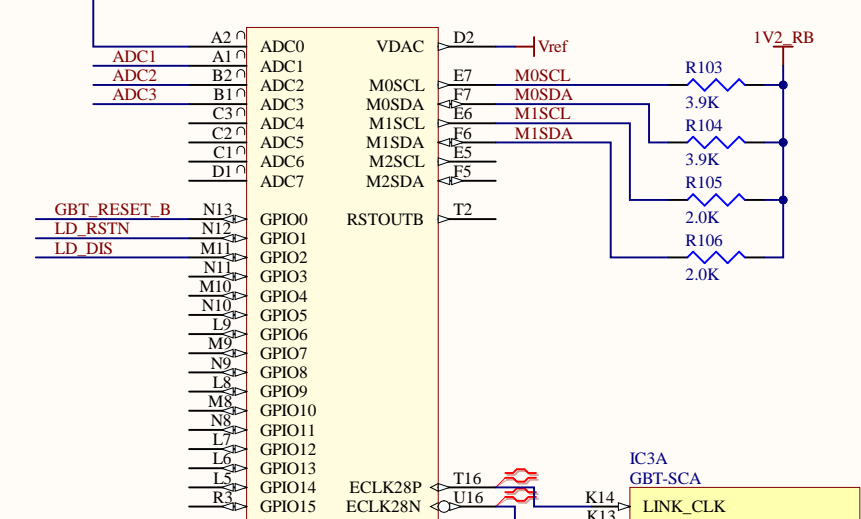 A2 ADC0 VDAC D2 Vref 1V2_RB
ADC1 A1 ADC1
ADC2 B2 ADC2 M0SCL E7 M0SCL R103
ADC3 B1 ADC3 M0SDA F7 M0SDA 3.9K
C3 ADC4 M1SCL E6 M1SCL R104
C2 ADC5 M1SDA F6 M1SDA 3.9K
C1 ADC6 M2SCL E5
D1 ADC7 M2SDA F5 R105
2.0K
GBT_RESET_B N13 GPIO0 RSTOUTB T2
LD_RSTN N12 GPIO1 R106
LD_DIS M11 GPIO2 2.0K
N11 GPIO3
M10 GPIO4
N10 GPIO5
L9 GPIO6
M9 GPIO7
N9 GPIO8
L8 GPIO9
M8 GPIO10
N8 GPIO11
L7 GPIO12
L6 GPIO13 IC3A
L5 GPIO14 ECLK28P T16 GBT-SCA
R3 GPIO15 ECLK28N U16 K14 LINK_CLK
K13